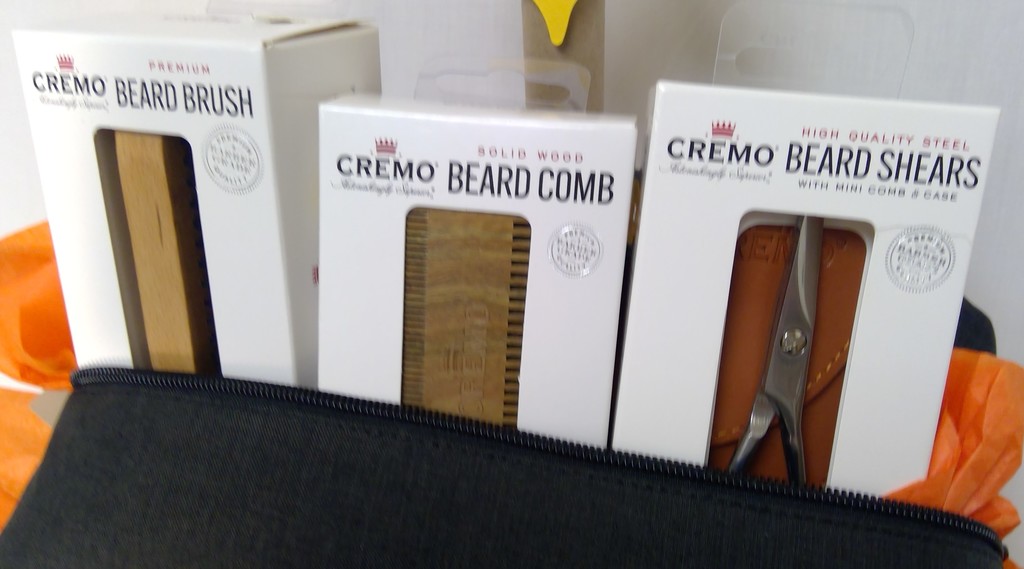 PREMIUM
CREMO BEARD BRUSH
SOLID WOOD
CREMO BEARD COMB
CREMO
HIGH QUALITY STEEL
CREMO BEARD SHEARS
WITH MINI COMB & CASE